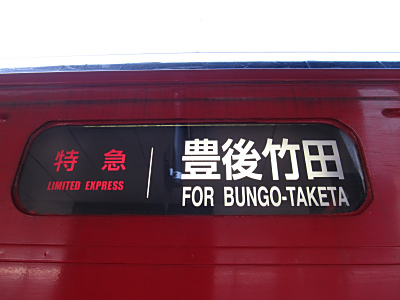 特急
LIMITED EXPRESS
豊後竹田
FOR BUNGO-TAKETA